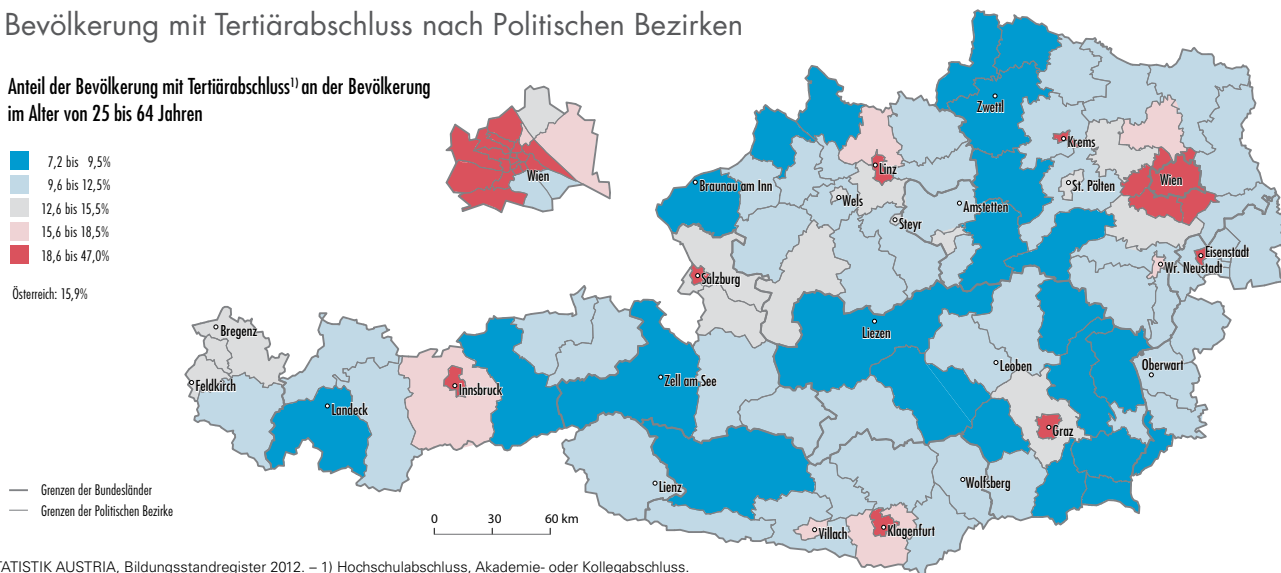 Bevölkerung mit Tertiärabschluss nach Politischen Bezirken
Anteil der Bevölkerung mit Tertiärabschluss¹⁾ an der Bevölkerung
im Alter von 25 bis 64 Jahren
7,2 bis 9,5%
9,6 bis 12,5%
12,6 bis 15,5%
15,6 bis 18,5%
18,6 bis 47,0%
Österreich: 15,9%
Wien
Zwettl
Krems
Linz
Wien
St. Pölten
Braunau am Inn
Wels
Amstetten
Steyr
Eisenstadt
Wr. Neustadt
Salzburg
Bregenz
Liezen
Leoben
Oberwart
Feldkirch
Innsbruck
Zell am See
Landeck
Graz
Lienz
Wolfsberg
Villach
Klagenfurt
Grenzen der Bundesländer
Grenzen der Politischen Bezirke
0 30 60 km
TATISTIK AUSTRIA, Bildungsstandregister 2012. – 1) Hochschulabschluss, Akademie- oder Kollegabschluss.